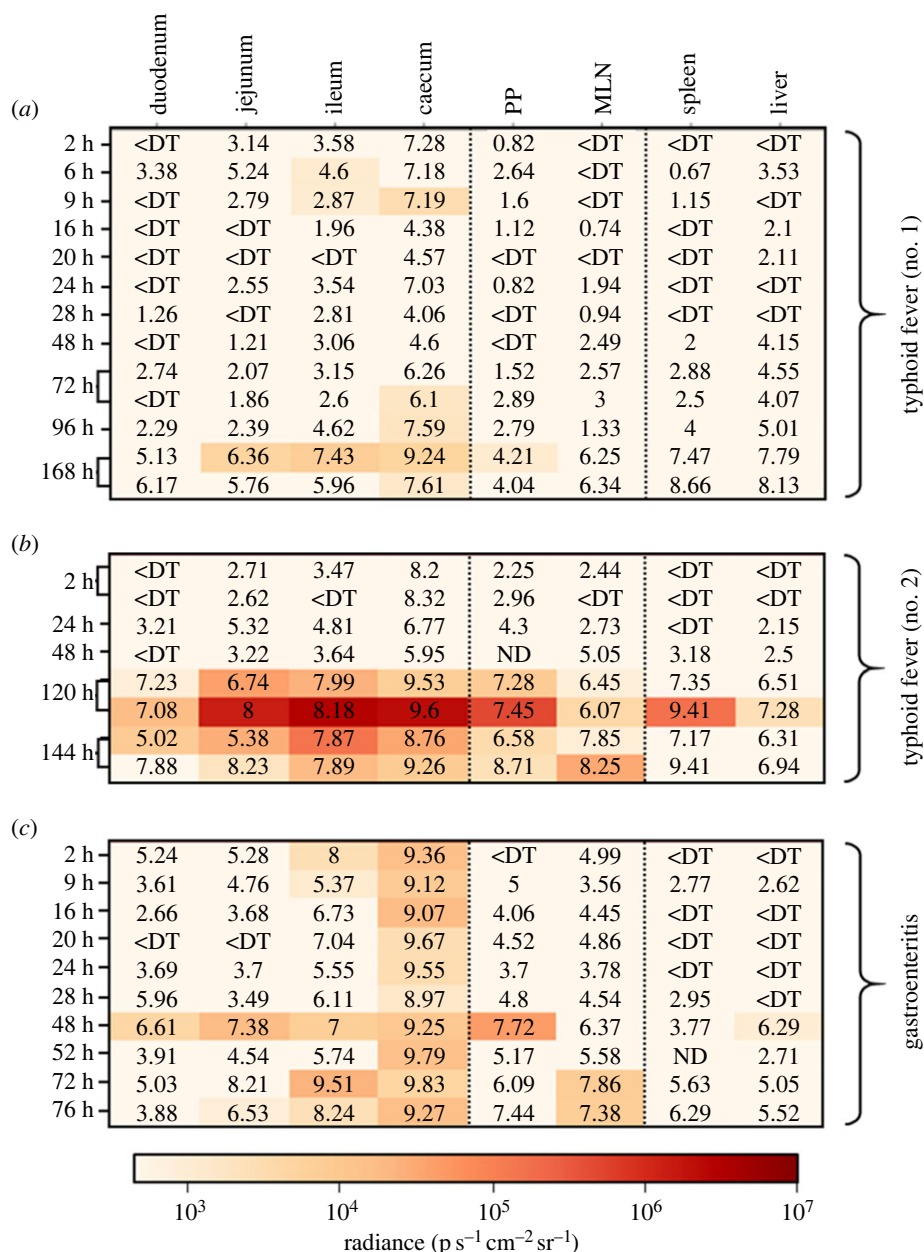 duodenum jejunum ileum caecum PP MLN spleen liver
(a)
2 h <DT 3.14 3.58 7.28 0.82 <DT <DT <DT
6 h 3.38 5.24 4.6 7.18 2.64 <DT 0.67 3.53
9 h <DT 2.79 2.87 7.19 1.6 <DT 1.15 <DT
16 h <DT <DT 1.96 4.38 1.12 0.74 <DT 2.1
20 h <DT <DT <DT 4.57 <DT <DT <DT 2.11
24 h <DT 2.55 3.54 7.03 0.82 1.94 <DT <DT
28 h 1.26 <DT 2.81 4.06 <DT 0.94 <DT <DT
48 h <DT 1.21 3.06 4.6 <DT 2.49 2 4.15
72 h 2.74 2.07 3.15 6.26 1.52 2.57 2.88 4.55
<DT 1.86 2.6 6.1 2.89 3 2.5 4.07
96 h 2.29 2.39 4.62 7.59 2.79 1.33 4 5.01
168 h 5.13 6.36 7.43 9.24 4.21 6.25 7.47 7.79
6.17 5.76 5.96 7.61 4.04 6.34 8.66 8.13
typhoid fever (no. 1)
(b)
2 h <DT 2.71 3.47 8.2 2.25 2.44 <DT <DT
<DT 2.62 <DT 8.32 2.96 <DT <DT <DT
24 h 3.21 5.32 4.81 6.77 4.3 2.73 <DT 2.15
48 h <DT 3.22 3.64 5.95 ND 5.05 3.18 2.5
120 h 7.23 6.74 7.99 9.53 7.28 6.45 7.35 6.51
7.08 8 8.18 9.6 7.45 6.07 9.41 7.28
144 h 5.02 5.38 7.87 8.76 6.58 7.85 7.17 6.31
7.88 8.23 7.89 9.26 8.71 8.25 9.41 6.94
typhoid fever (no. 2)
(c)
2 h 5.24 5.28 8 9.36 <DT 4.99 <DT <DT
9 h 3.61 4.76 5.37 9.12 5 3.56 2.77 2.62
16 h 2.66 3.68 6.73 9.07 4.06 4.45 <DT <DT
20 h <DT <DT 7.04 9.67 4.52 4.86 <DT <DT
24 h 3.69 3.7 5.55 9.55 3.7 3.78 <DT <DT
28 h 5.96 3.49 6.11 8.97 4.8 4.54 2.95 <DT
48 h 6.61 7.38 7 9.25 7.72 6.37 3.77 6.29
52 h 3.91 4.54 5.74 9.79 5.17 5.58 ND 2.71
72 h 5.03 8.21 9.51 9.83 6.09 7.86 5.63 5.05
76 h 3.88 6.53 8.24 9.27 7.44 7.38 6.29 5.52
gastroenteritis
10³ 10⁴ 10⁵ 10⁶ 10⁷
radiance (p s⁻¹ cm⁻² sr⁻¹)